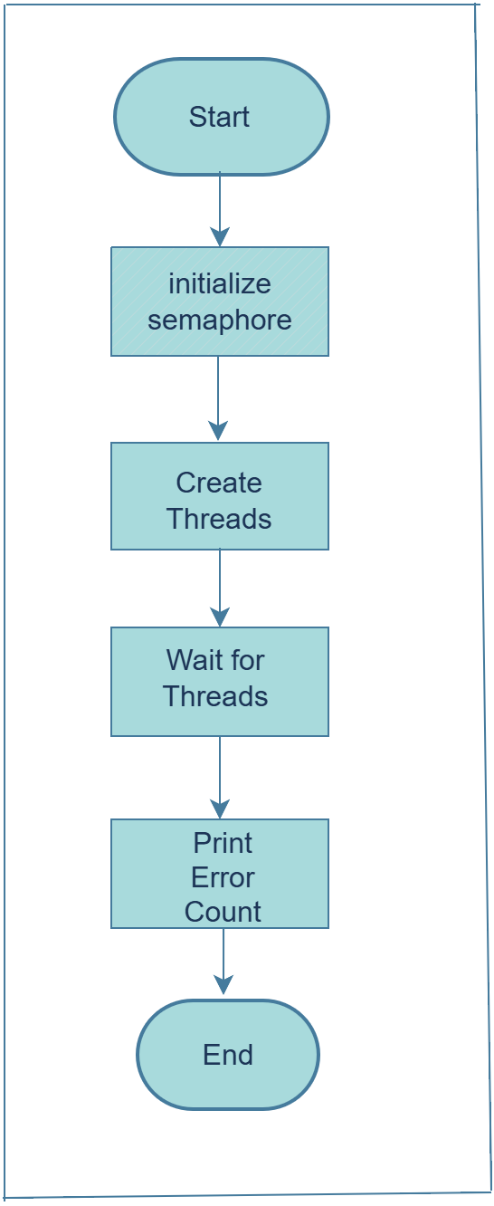 Start
initialize
semaphore
Create
Threads
Wait for
Threads
Print
Error
Count
End